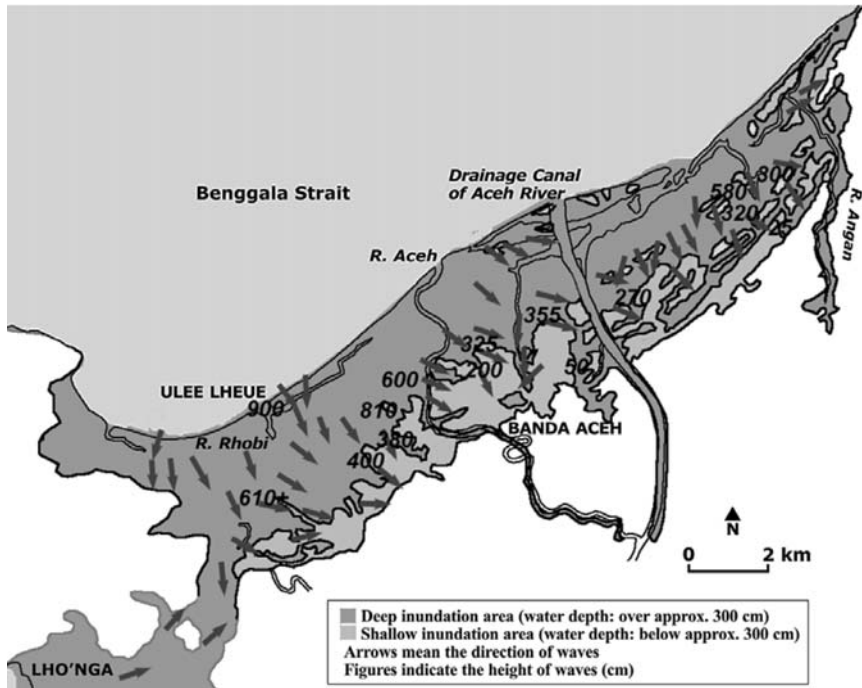 Drainage Canal
of Aceh River
Benggala Strait
R. Aceh
R. Angan
800
580
320
25
270
355
325
200
50
600
ULEE LHEUE
900
810
R. Rhobi
380
400
BANDA ACEH
610+
N
0 2 km
LHO'NGA
Deep inundation area (water depth: over approx. 300 cm)
Shallow inundation area (water depth: below approx. 300 cm)
Arrows mean the direction of waves
Figures indicate the height of waves (cm)